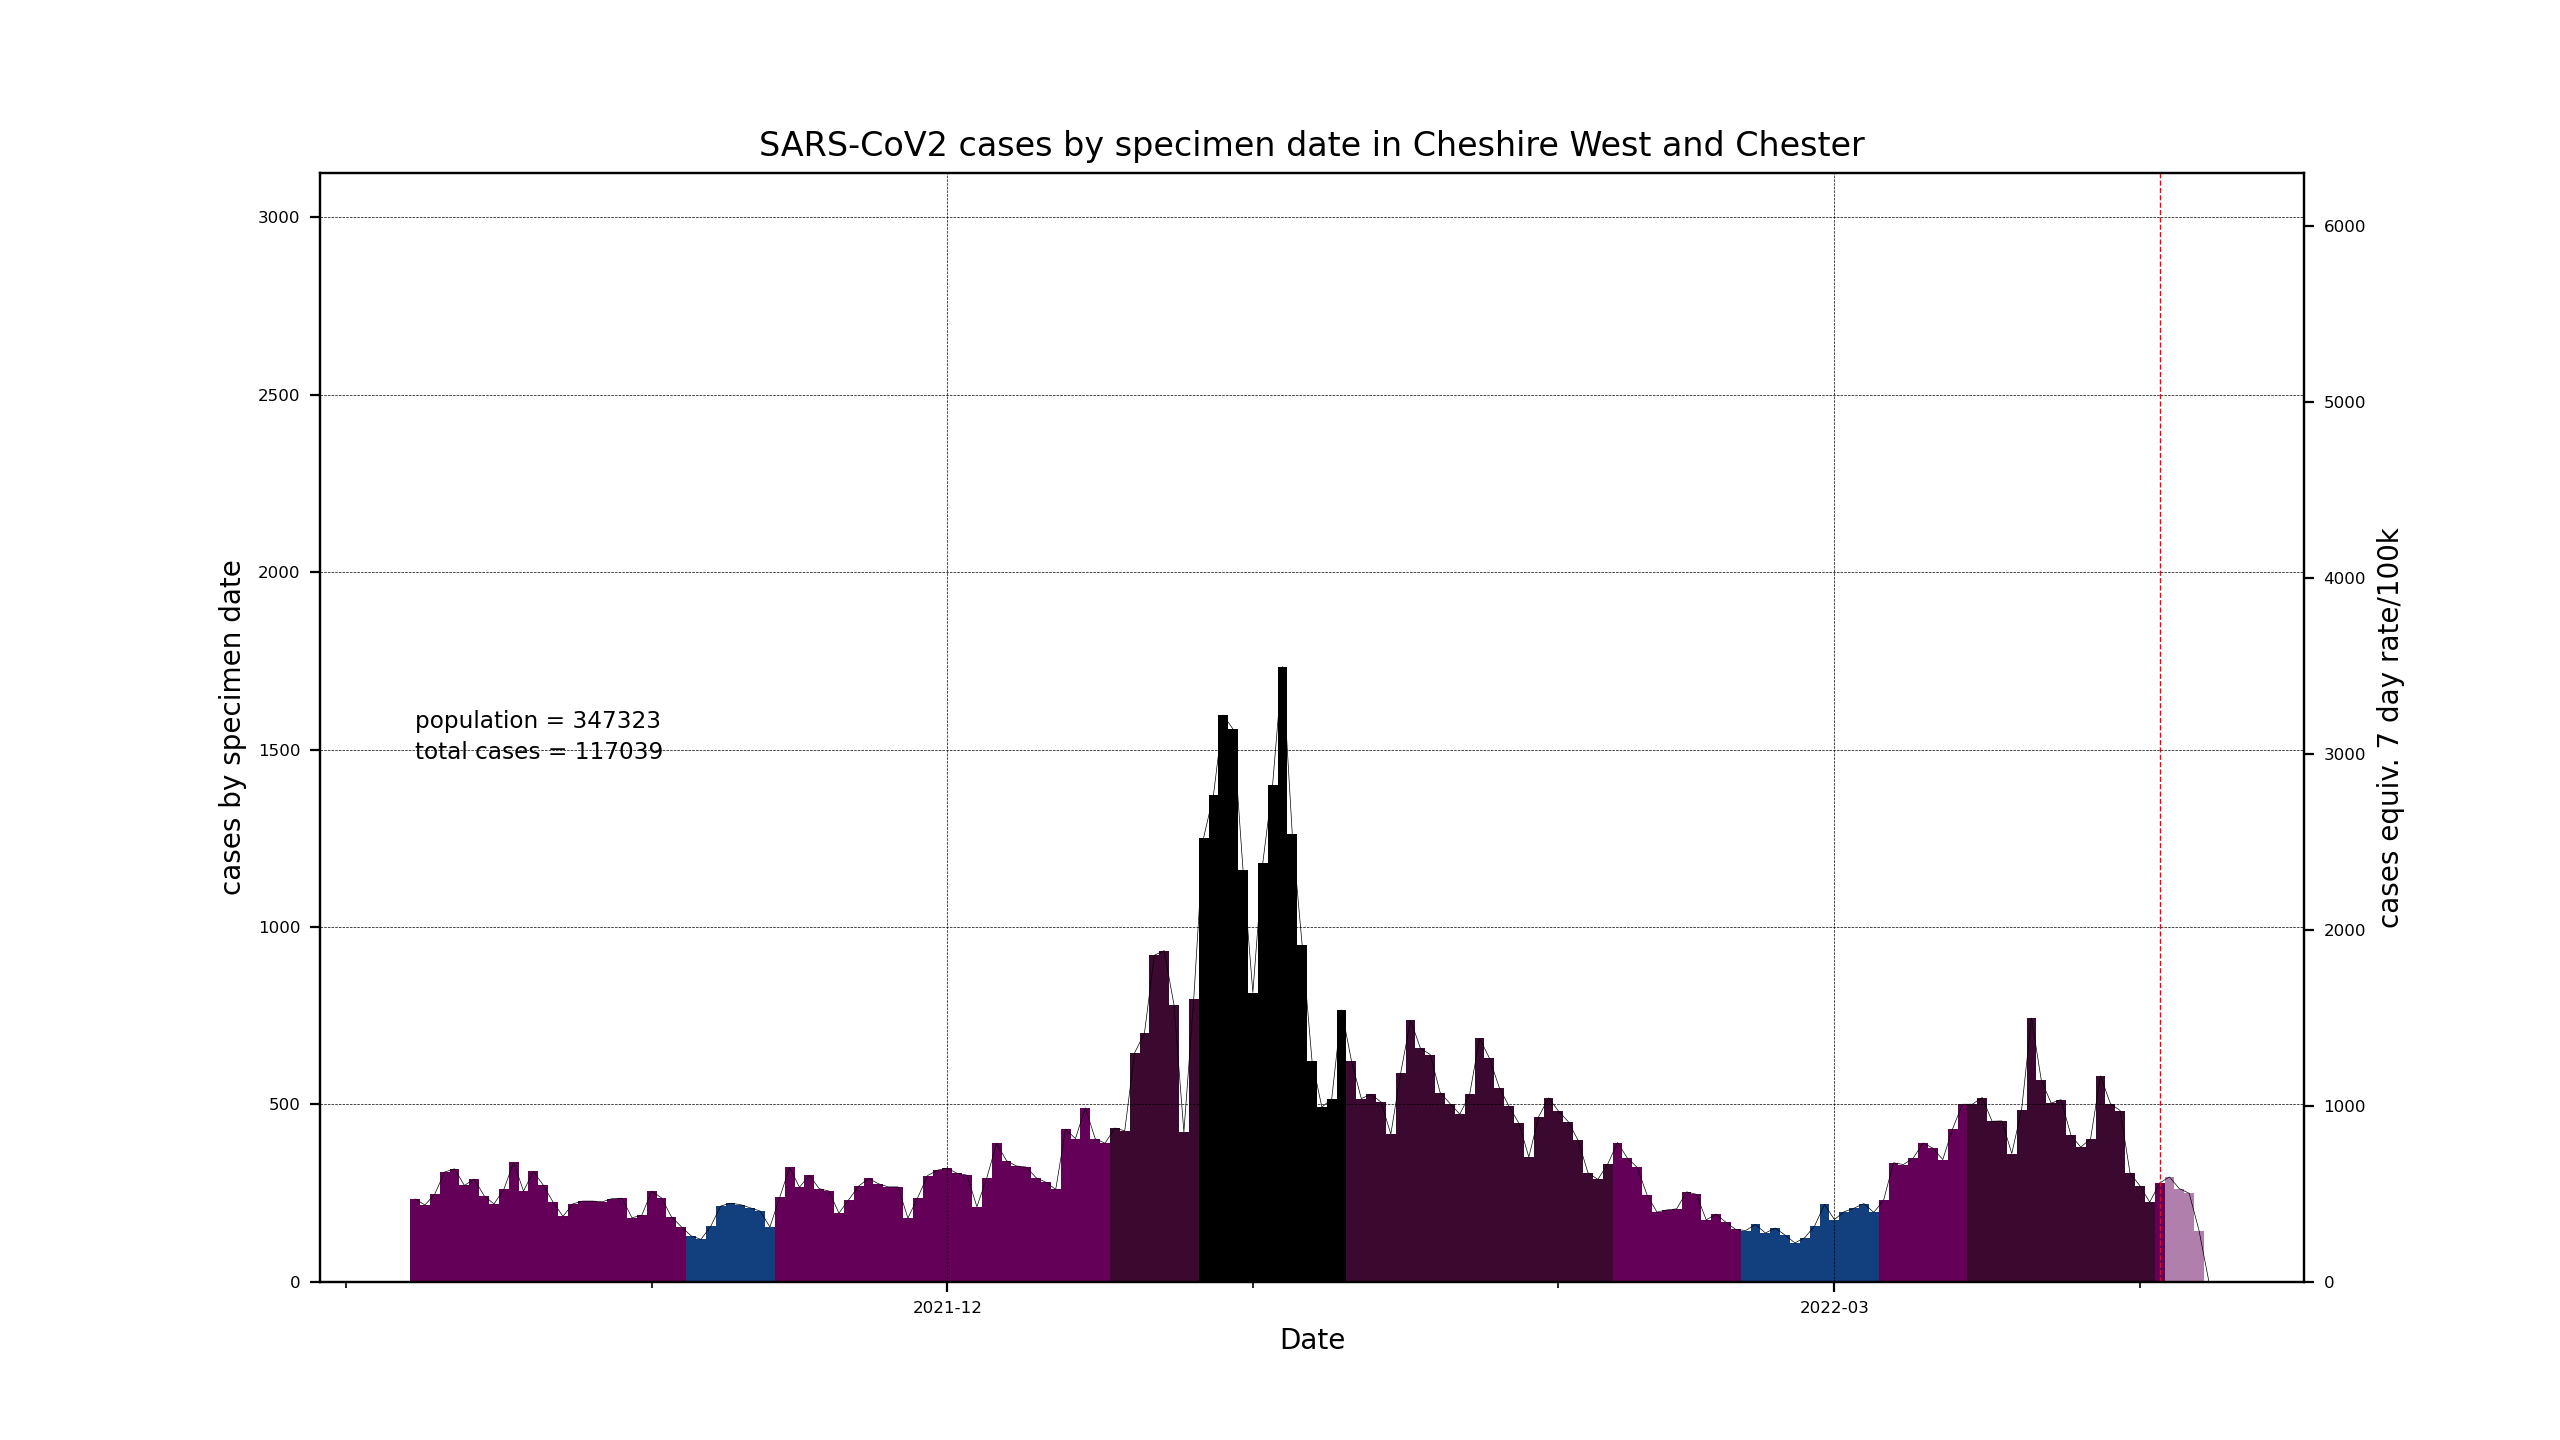 SARS-CoV2 cases by specimen date in Cheshire West and Chester
cases by specimen date
3000
2500
2000
1500
1000
500
0
population = 347323
total cases = 117039
6000
5000
4000
3000
2000
1000
0
cases equiv. 7 day rate/100k
2021-12
2022-03
Date